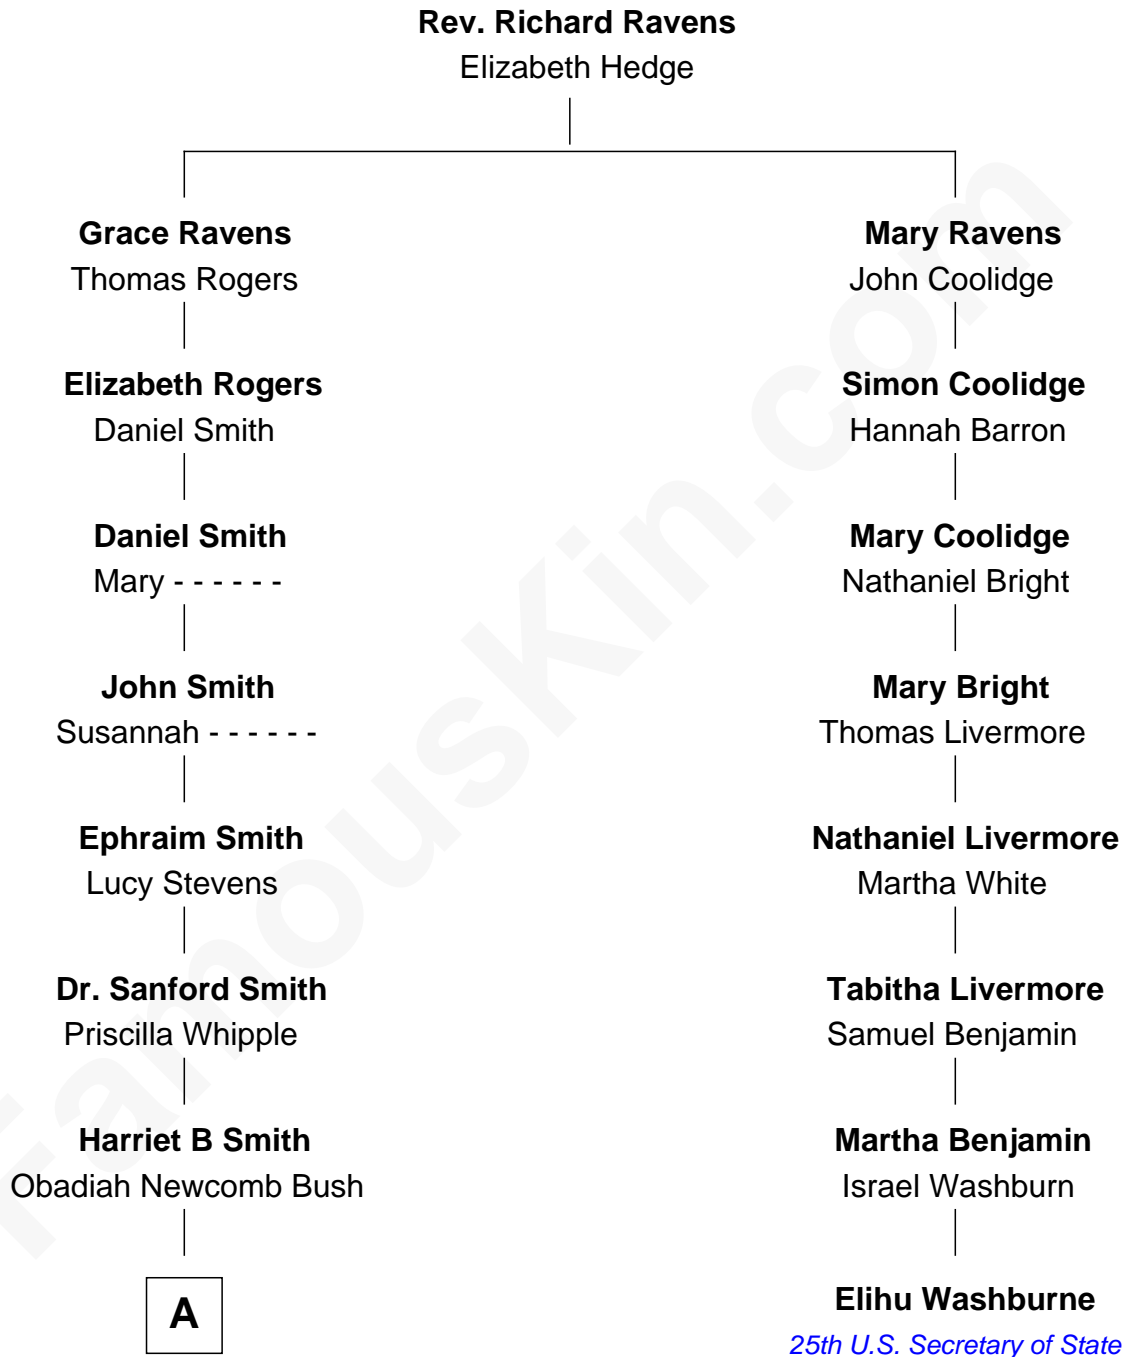 Rev. Richard Ravens
Elizabeth Hedge
Grace Ravens
Thomas Rogers
Mary Ravens
John Coolidge
Elizabeth Rogers
Daniel Smith
Simon Coolidge
Hannah Barron
Daniel Smith
Mary - - - - - -
Mary Coolidge
Nathaniel Bright
John Smith
Susannah - - - - - -
Mary Bright
Thomas Livermore
Ephraim Smith
Lucy Stevens
Nathaniel Livermore
Martha White
Dr. Sanford Smith
Priscilla Whipple
Tabitha Livermore
Samuel Benjamin
Harriet B Smith
Obadiah Newcomb Bush
Martha Benjamin
Israel Washburn
A
Elihu Washburne
25th U.S. Secretary of State
FamousKin.com